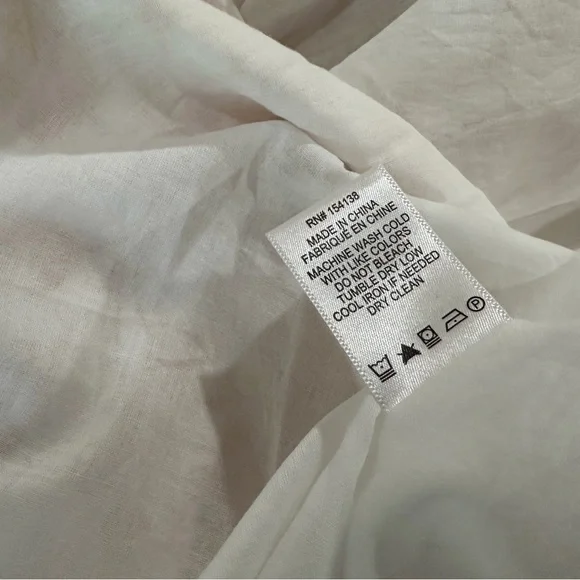 RN# 154138
MADE IN CHINA
FABRIQUE EN CHINE
MACHINE WASH COLD
WITH LIKE COLORS
DO NOT BLEACH
TUMBLE DRY LOW
COOL IRON IF NEEDED
DRY CLEAN
P